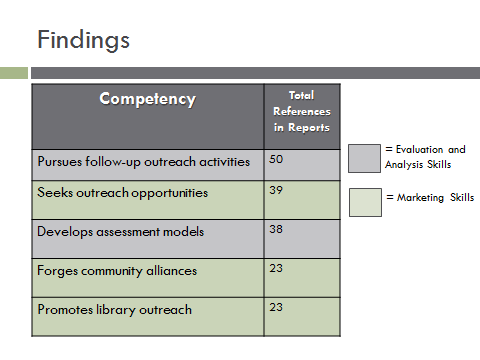 Findings
Competency
Total
References
in Reports
Pursues follow-up outreach activities 50
Seeks outreach opportunities 39
Develops assessment models 38
Forges community alliances 23
Promotes library outreach 23
= Evaluation and
Analysis Skills
= Marketing Skills